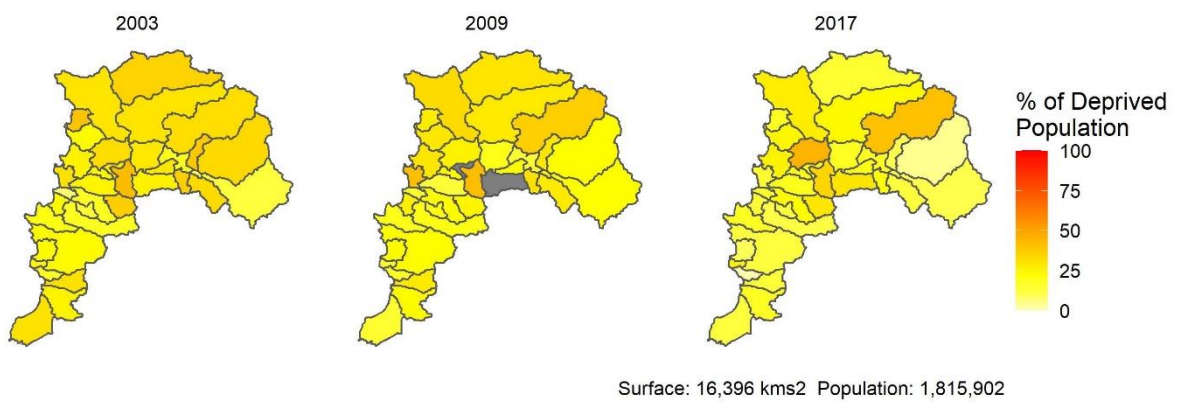 2003
2009
2017
% of Deprived
Population
100
75
50
25
0
Surface: 16,396 kms2  Population: 1,815,902